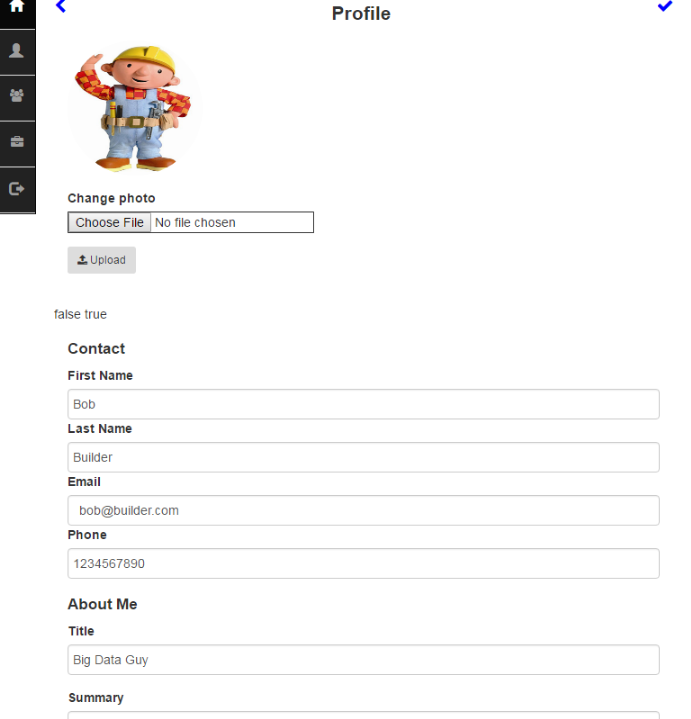 Profile
Change photo
Choose File No file chosen
Upload
false true
Contact
First Name
Bob
Last Name
Builder
Email
bob@builder.com
Phone
1234567890
About Me
Title
Big Data Guy
Summary